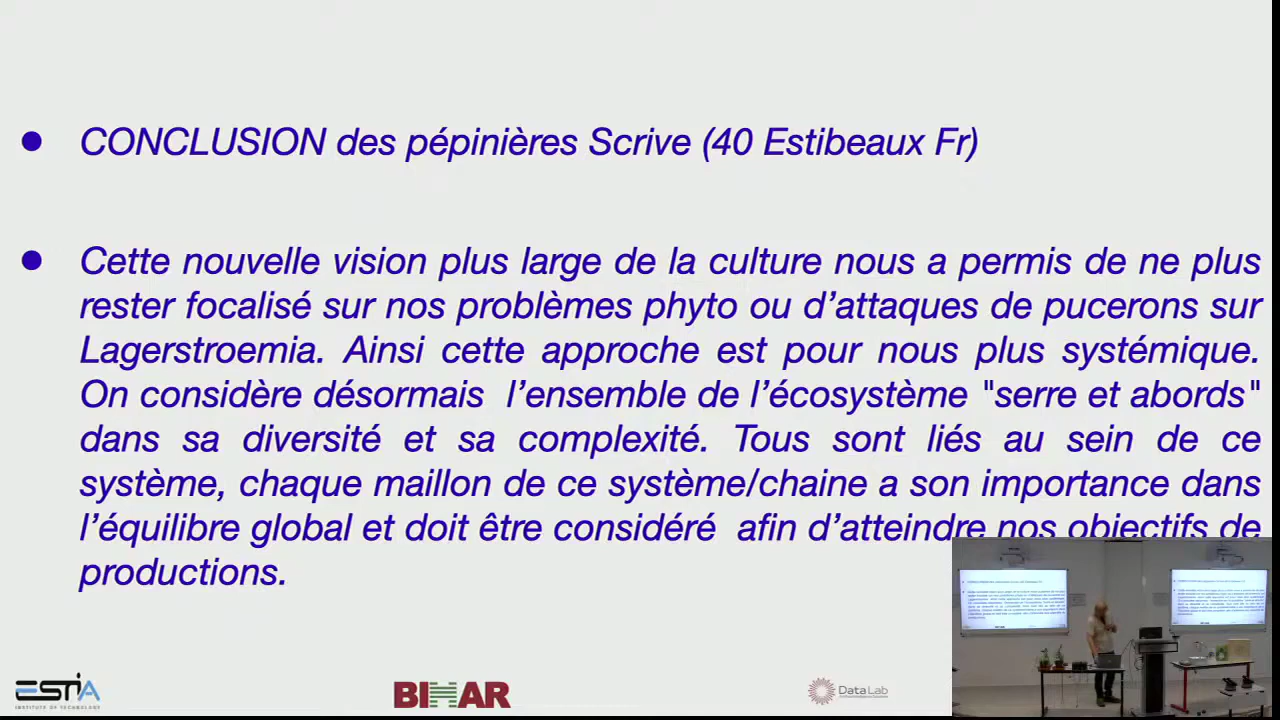 CONCLUSION des pépinières Scrive (40 Estibeaux Fr)
Cette nouvelle vision plus large de la culture nous a permis de ne plus
rester focalisé sur nos problèmes phyto ou d’attaques de pucerons sur
Lagerstroemia. Ainsi cette approche est pour nous plus systémique.
On considère désormais l’ensemble de l’écosystème "serre et abords"
dans sa diversité et sa complexité. Tous sont liés au sein de ce
système, chaque maillon de ce système/chaine a son importance dans
l’équilibre global et doit être considéré afin d’atteindre nos objectifs de
productions.
ESTIA
INSTITUTE OF TECHNOLOGY
BIHAR
DataLab